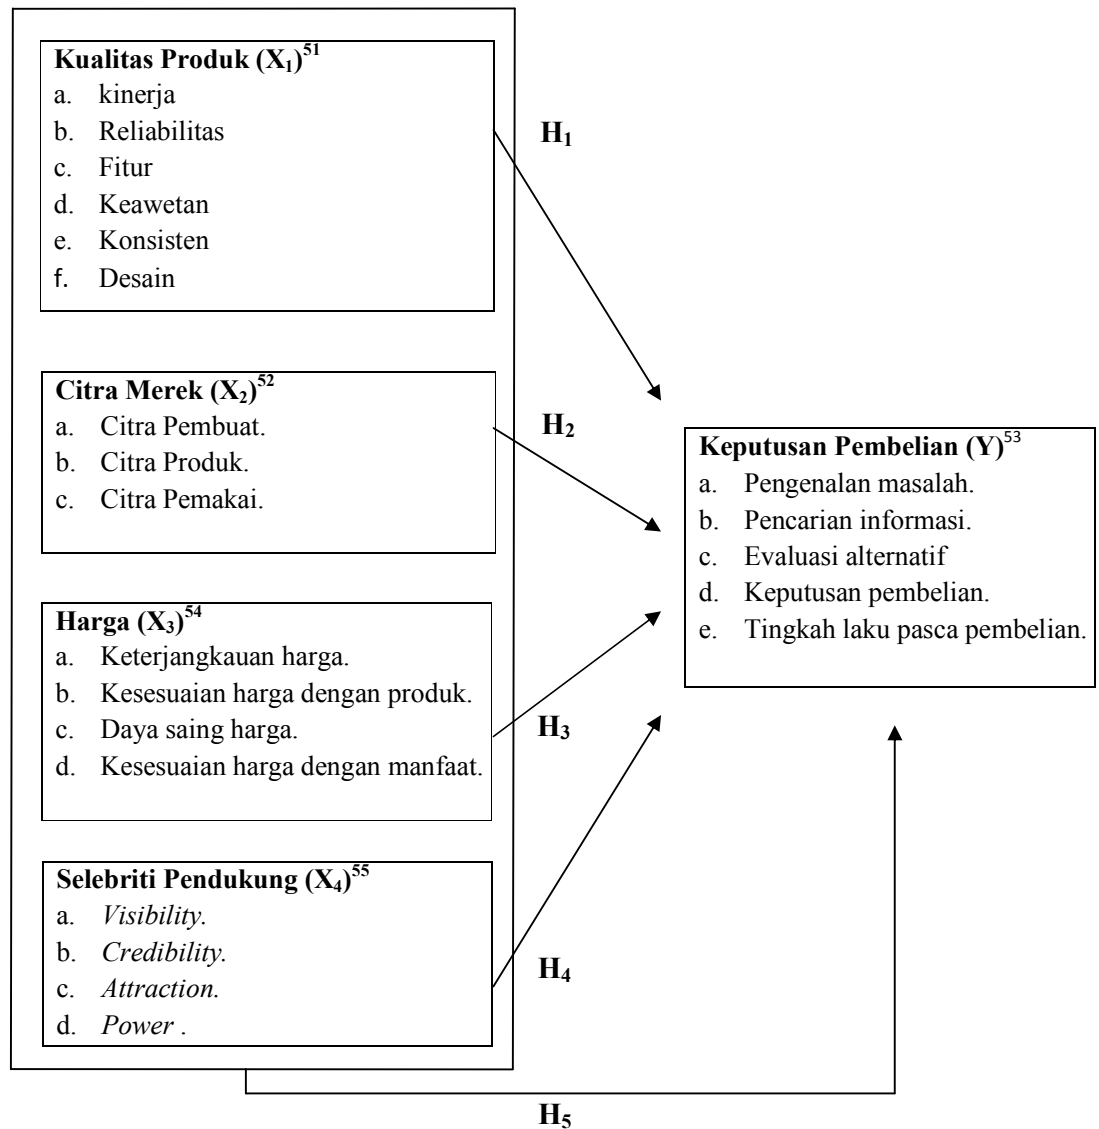 Kualitas Produk (X₁)⁵¹
a. kinerja
b. Reliabilitas
c. Fitur
d. Keawetan
e. Konsisten
f. Desain
H₁
Citra Merek (X₂)⁵²
a. Citra Pembuat.
b. Citra Produk.
c. Citra Pemakai.
H₂
Keputusan Pembelian (Y)⁵³
a. Pengenalan masalah.
b. Pencarian informasi.
c. Evaluasi alternatif
d. Keputusan pembelian.
e. Tingkah laku pasca pembelian.
Harga (X₃)⁵⁴
a. Keterjangkauan harga.
b. Kesesuaian harga dengan produk.
c. Daya saing harga.
d. Kesesuaian harga dengan manfaat.
H₃
Selebriti Pendukung (X₄)⁵⁵
a. Visibility.
b. Credibility.
c. Attraction.
d. Power .
H₄
H₅